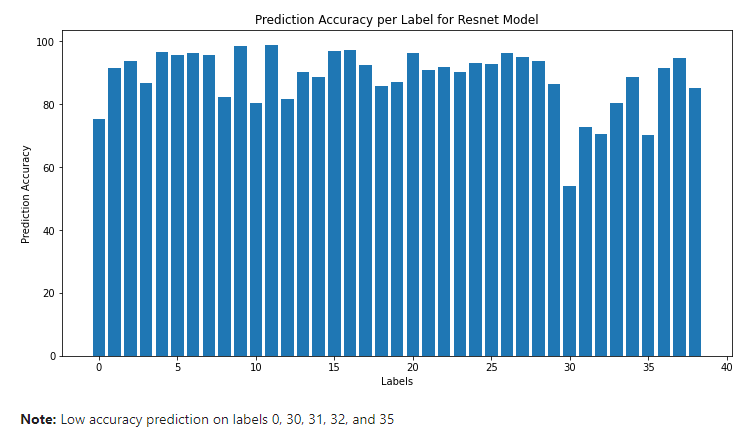 Prediction Accuracy per Label for Resnet Model
100
80
60
40
20
0
Prediction Accuracy
0 5 10 15 20 25 30 35 40
Labels
Note: Low accuracy prediction on labels 0, 30, 31, 32, and 35